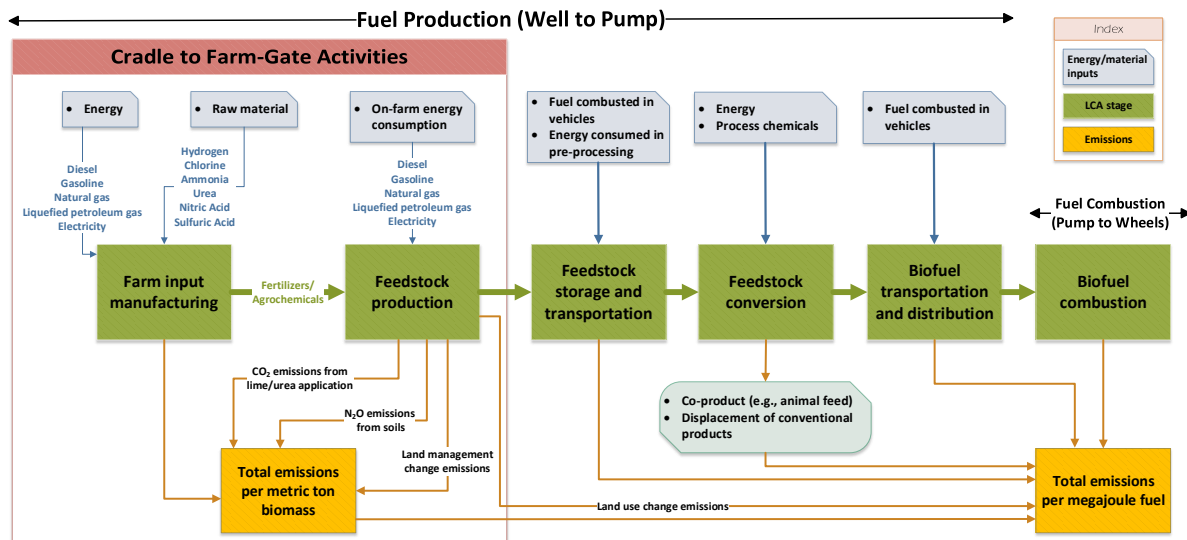 Fuel Production (Well to Pump)
Index
Energy/material
inputs
LCA stage
Emissions
Cradle to Farm-Gate Activities
• Energy
• Raw material
• On-farm energy
consumption
• Fuel combusted in
vehicles
• Energy consumed in
pre-processing
• Energy
• Process chemicals
• Fuel combusted in
vehicles
Diesel
Gasoline
Natural gas
Liquefied petroleum gas
Electricity
Hydrogen
Chlorine
Ammonia
Urea
Nitric Acid
Sulfuric Acid
Diesel
Gasoline
Natural gas
Liquefied petroleum gas
Electricity
Fuel Combustion
(Pump to Wheels)
Farm input
manufacturing
Fertilizers/
Agrochemicals
Feedstock
production
Feedstock
storage and
transportation
Feedstock
conversion
Biofuel
transportation
and distribution
Biofuel
combustion
CO₂ emissions from
lime/urea application
N₂O emissions
from soils
Land management
change emissions
• Co-product (e.g., animal feed)
• Displacement of conventional
products
Total emissions
per metric ton
biomass
Land use change emissions
Total emissions
per megajoule fuel